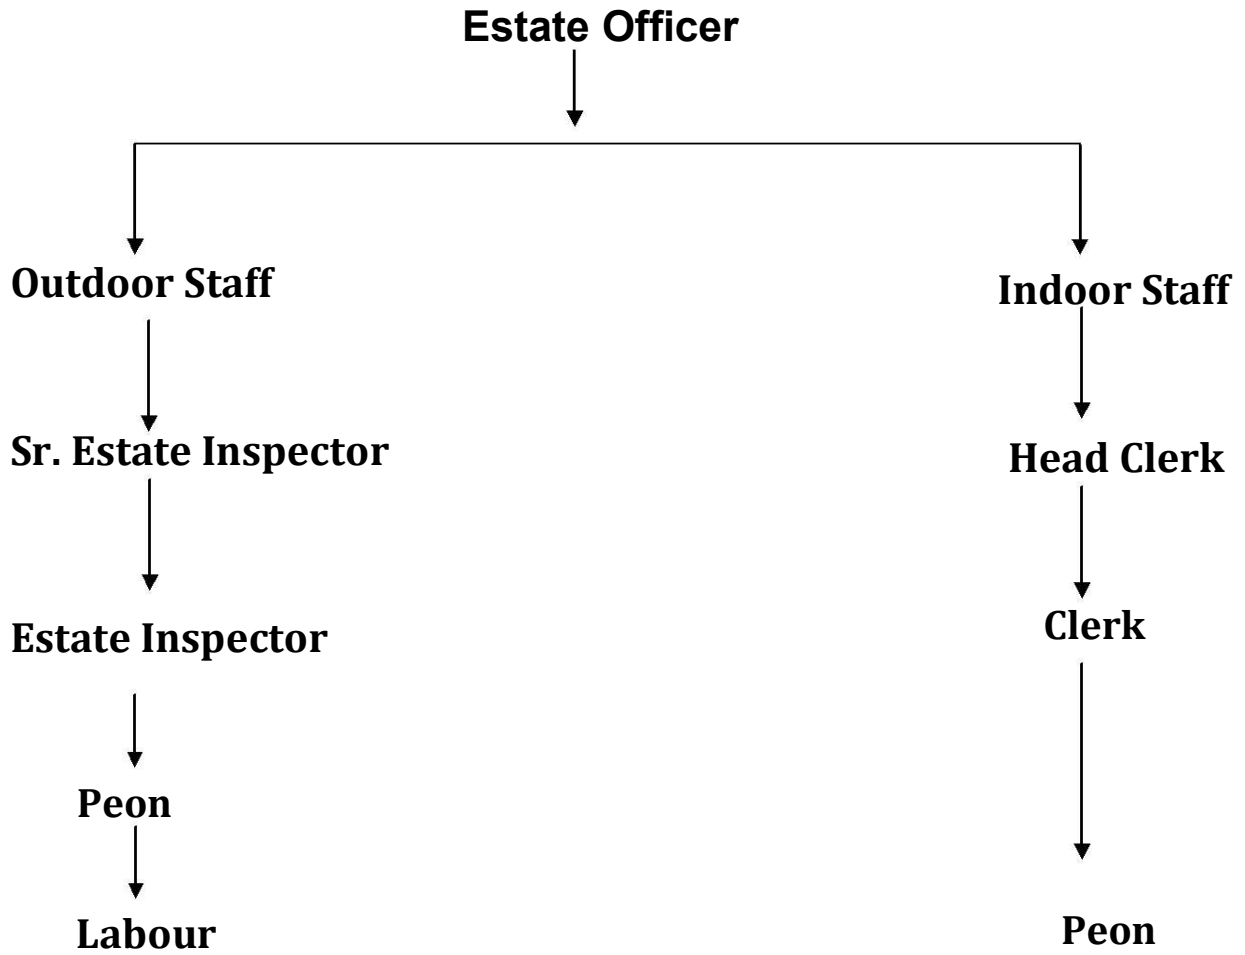 Estate Officer
Outdoor Staff
Indoor Staff
Sr. Estate Inspector
Head Clerk
Estate Inspector
Clerk
Peon
Labour
Peon